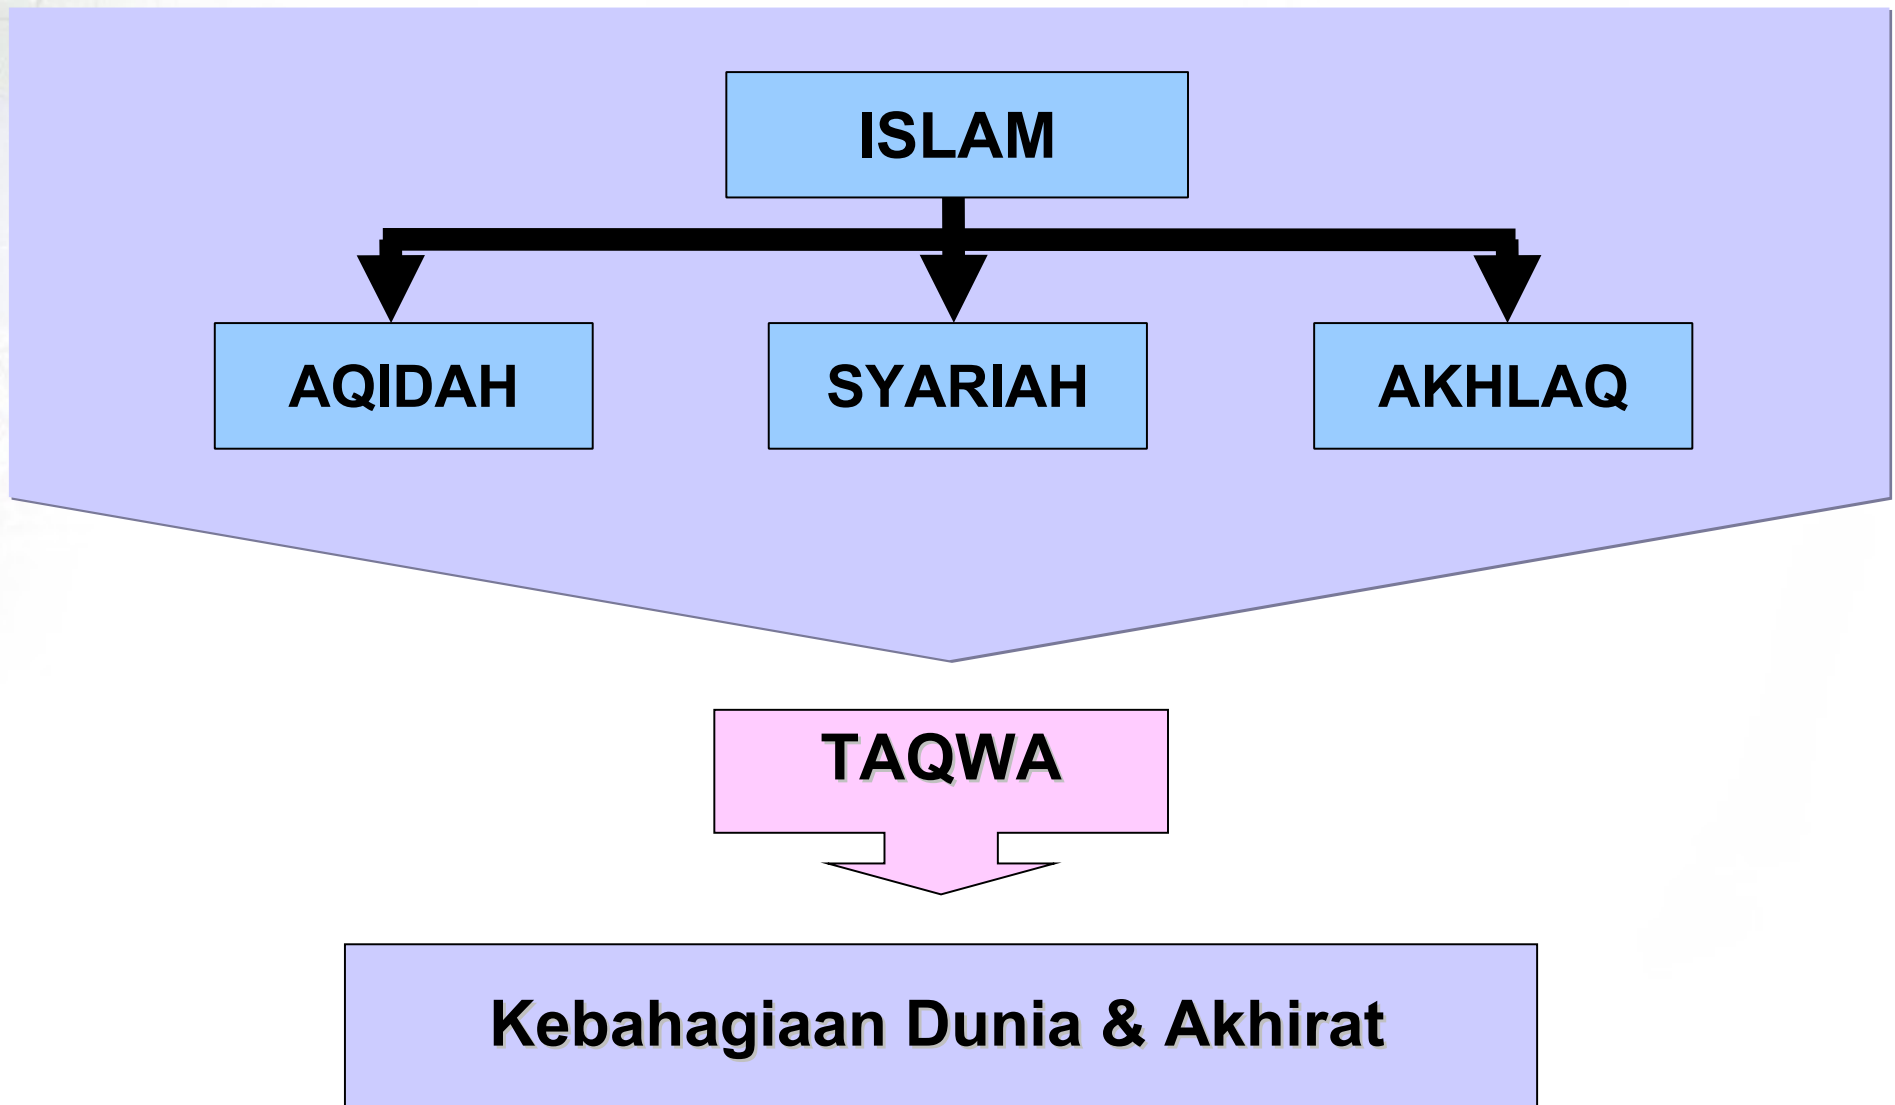 ISLAM
AQIDAH
SYARIAH
AKHLAQ
TAQWA
Kebahagiaan Dunia & Akhirat